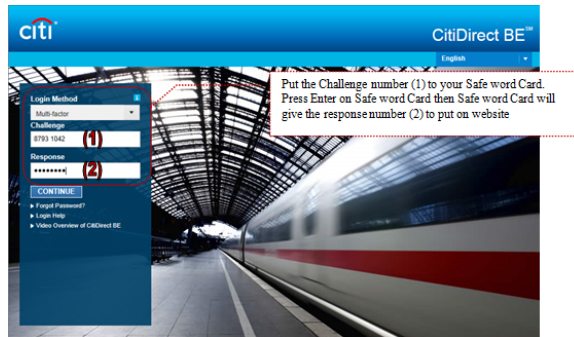 citi
CitiDirect BE℠
English
Login Method
Multi-factor
Challenge
8793 1042 (1)
Response
(2)
CONTINUE
Forgot Password?
Login Help
Video Overview of CitiDirect BE
Put the Challenge number (1) to your Safe word Card.
Press Enter on Safe word Card then Safe word Card will
give the response number (2) to put on website